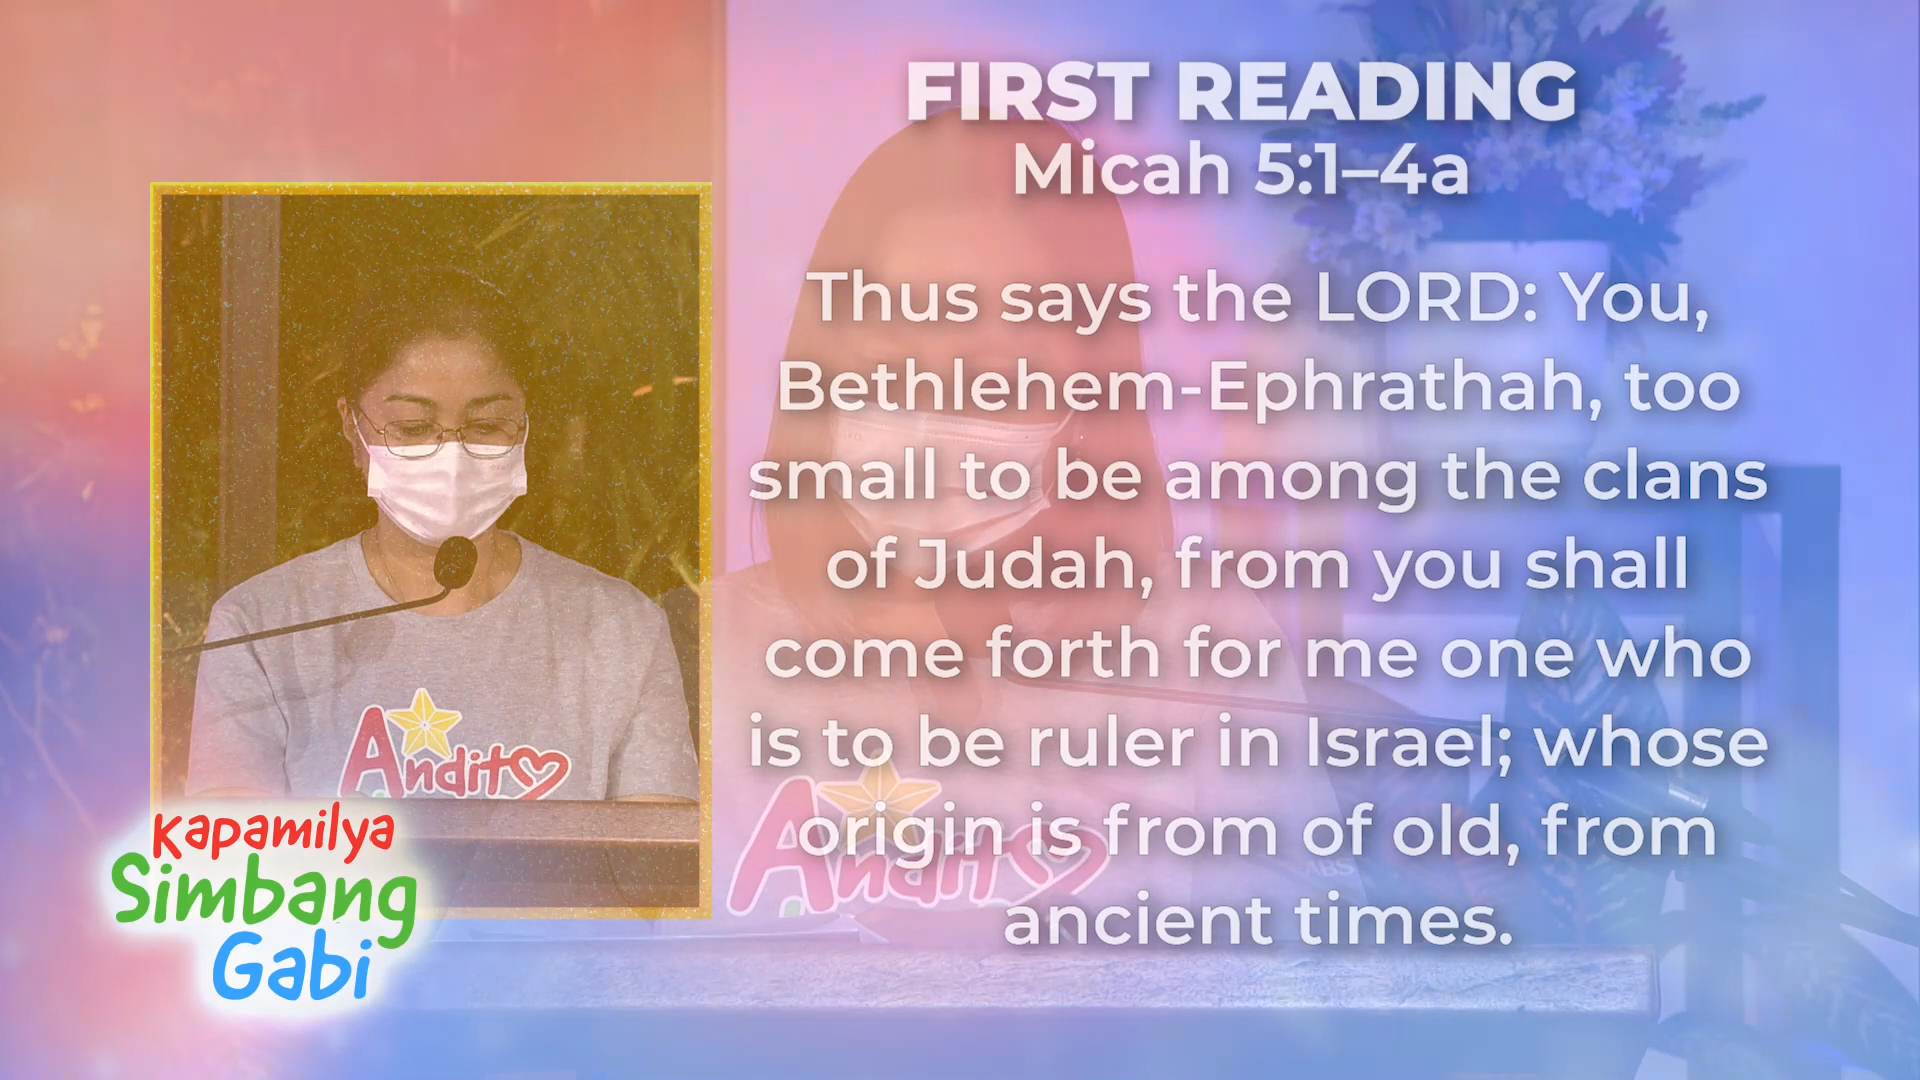 FIRST READING
Micah 5:1–4a
Thus says the LORD: You,
Bethlehem-Ephrathah, too
small to be among the clans
of Judah, from you shall
come forth for me one who
is to be ruler in Israel; whose
origin is from of old, from
ancient times.
Andito
Andito
Kapamilya
Simbang
Gabi